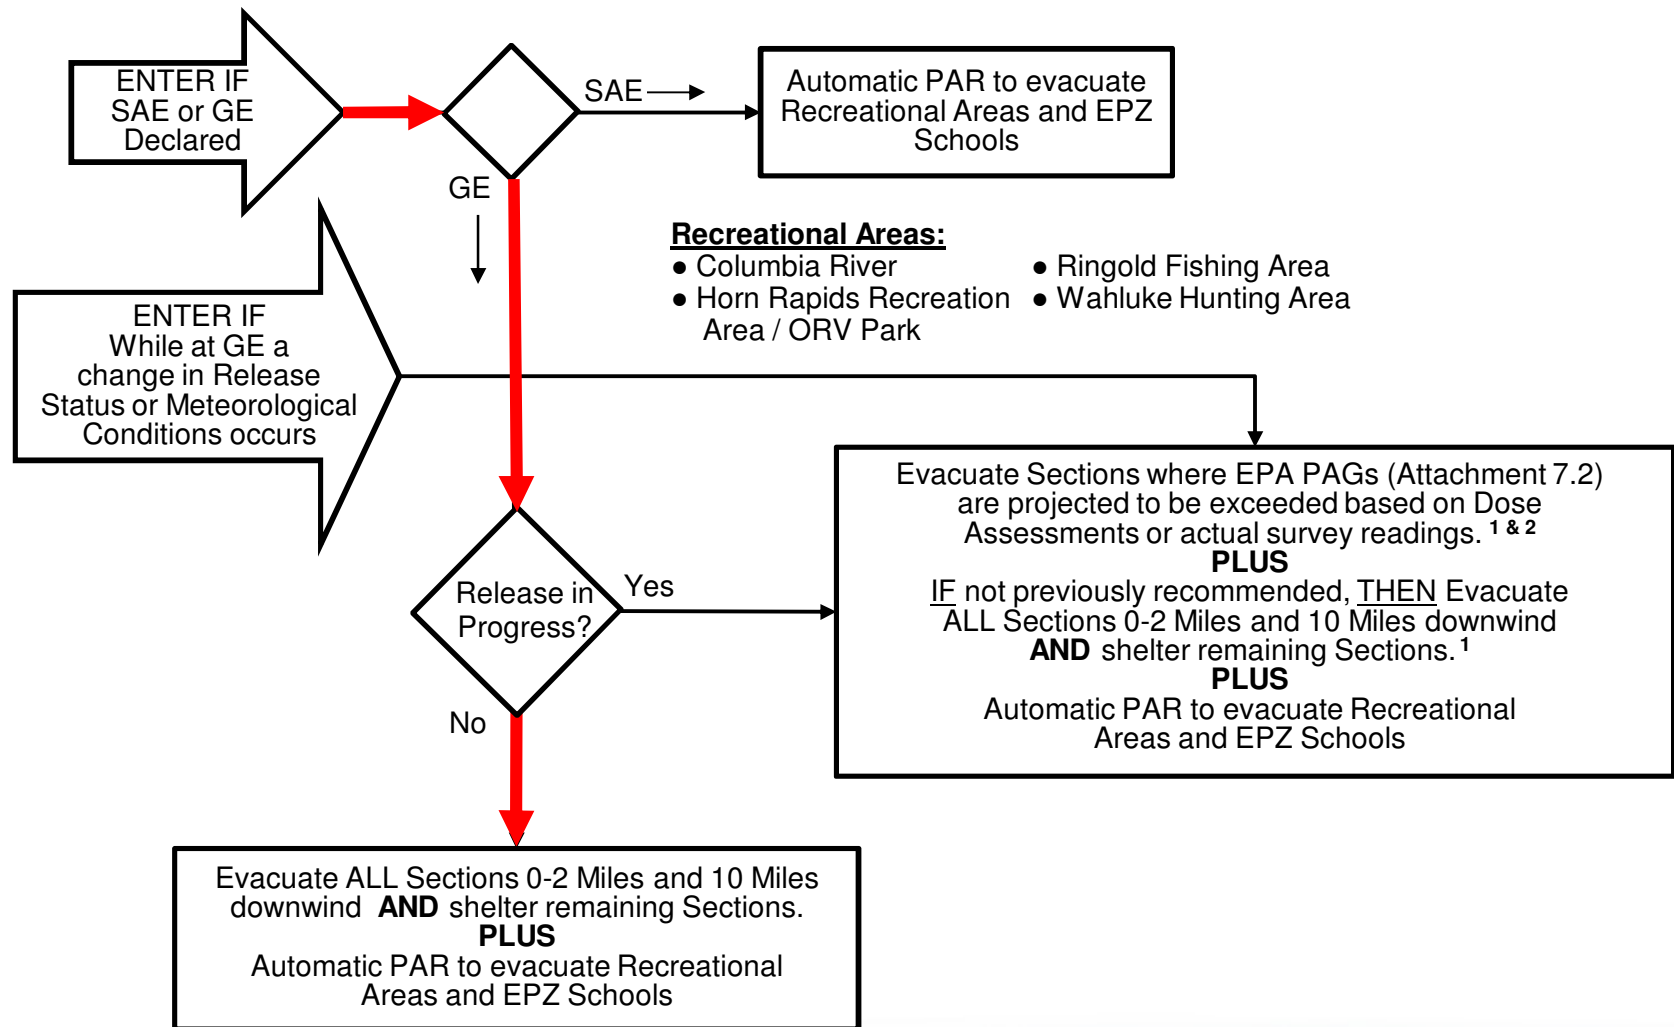 ENTER IF
SAE or GE
Declared
SAE
Automatic PAR to evacuate
Recreational Areas and EPZ
Schools
GE
Recreational Areas:
● Columbia River
● Horn Rapids Recreation
Area / ORV Park
● Ringold Fishing Area
● Wahluke Hunting Area
ENTER IF
While at GE a
change in Release
Status or Meteorological
Conditions occurs
Release in
Progress?
Yes
No
Evacuate Sections where EPA PAGs (Attachment 7.2)
are projected to be exceeded based on Dose
Assessments or actual survey readings. 1 & 2
PLUS
IF not previously recommended, THEN Evacuate
ALL Sections 0-2 Miles and 10 Miles downwind
AND shelter remaining Sections. 1
PLUS
Automatic PAR to evacuate Recreational
Areas and EPZ Schools
Evacuate ALL Sections 0-2 Miles and 10 Miles
downwind AND shelter remaining Sections.
PLUS
Automatic PAR to evacuate Recreational
Areas and EPZ Schools